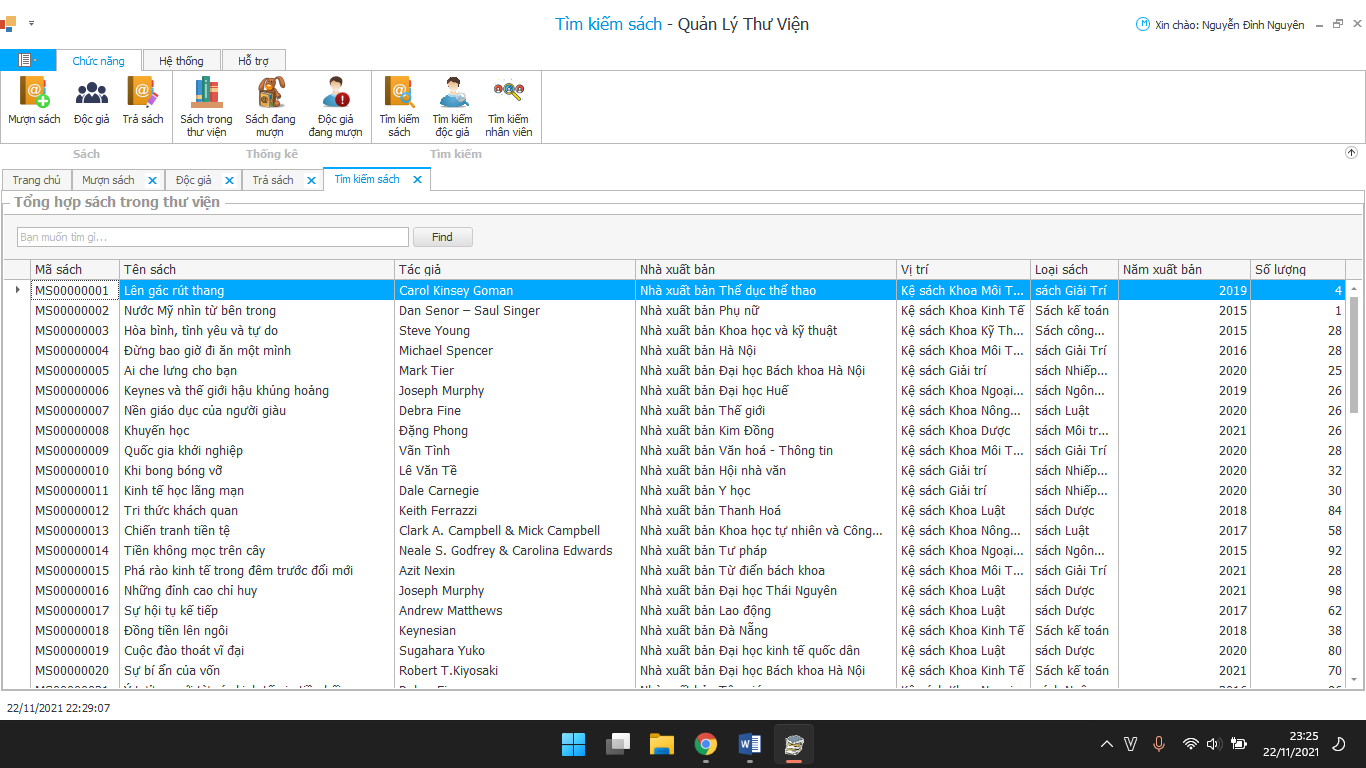 Tìm kiếm sách - Quản Lý Thư Viện
Xin chào: Nguyễn Đình Nguyên
Chức năng Hệ thống Hỗ trợ
Mượn sách Độc giả Trả sách Sách trong thư viện Sách đang mượn Độc giả đang mượn Tìm kiếm sách Tìm kiếm độc giả Tìm kiếm nhân viên
Sách Thống kê Tìm kiếm
Trang chủ Mượn sách Độc giả Trả sách Tìm kiếm sách
Tổng hợp sách trong thư viện
Bạn muốn tìm gì... Find
Mã sách Tên sách Tác giả Nhà xuất bản Vị trí Loại sách Năm xuất bản Số lượng
MS00000001 Lên gác rút thang Carol Kinsey Goman Nhà xuất bản Thể dục thể thao Kệ sách Khoa Môi T... sách Giải Trí 2019 4
MS00000002 Nước Mỹ nhìn từ bên trong Dan Senor – Saul Singer Nhà xuất bản Phụ nữ Kệ sách Khoa Kinh Tế Sách kế toán 2015 1
MS00000003 Hòa bình, tình yêu và tự do Steve Young Nhà xuất bản Khoa học và kỹ thuật Kệ sách Khoa Kỹ Th... Sách công... 2015 28
MS00000004 Đừng bao giờ đi ăn một mình Michael Spencer Nhà xuất bản Hà Nội Kệ sách Khoa Môi T... sách Giải Trí 2016 28
MS00000005 Ai che lưng cho bạn Mark Tier Nhà xuất bản Đại học Bách khoa Hà Nội Kệ sách Giải trí sách Nhiếp... 2020 25
MS00000006 Keynes và thế giới hậu khủng hoảng Joseph Murphy Nhà xuất bản Đại học Huế Kệ sách Khoa Ngoại... sách Ngôn... 2019 26
MS00000007 Nền giáo dục của người giàu Debra Fine Nhà xuất bản Thế giới Kệ sách Khoa Nông... sách Luật 2020 26
MS00000008 Khuyến học Đặng Phong Nhà xuất bản Kim Đồng Kệ sách Khoa Dược sách Môi tr... 2021 26
MS00000009 Quốc gia khởi nghiệp Vãn Tình Nhà xuất bản Văn hoá - Thông tin Kệ sách Khoa Môi T... sách Giải Trí 2020 28
MS00000010 Khi bong bóng vỡ Lê Văn Tề Nhà xuất bản Hội nhà văn Kệ sách Giải trí sách Nhiếp... 2020 32
MS00000011 Kinh tế học lãng mạn Dale Carnegie Nhà xuất bản Y học Kệ sách Giải trí sách Nhiếp... 2020 30
MS00000012 Tri thức khách quan Keith Ferrazzi Nhà xuất bản Thanh Hoá Kệ sách Khoa Luật sách Dược 2018 84
MS00000013 Chiến tranh tiền tệ Clark A. Campbell & Mick Campbell Nhà xuất bản Khoa học tự nhiên và Công... Kệ sách Khoa Nông... sách Luật 2017 58
MS00000014 Tiền không mọc trên cây Neale S. Godfrey & Carolina Edwards Nhà xuất bản Tư pháp Kệ sách Khoa Ngoại... sách Ngôn... 2015 92
MS00000015 Phá rào kinh tế trong đêm trước đổi mới Azit Nexin Nhà xuất bản Từ điển bách khoa Kệ sách Khoa Môi T... sách Giải Trí 2021 28
MS00000016 Những đỉnh cao chỉ huy Joseph Murphy Nhà xuất bản Đại học Thái Nguyên Kệ sách Khoa Luật sách Dược 2021 98
MS00000017 Sự hội tụ kế tiếp Andrew Matthews Nhà xuất bản Lao động Kệ sách Khoa Luật sách Dược 2017 62
MS00000018 Đồng tiền lên ngôi Keynesian Nhà xuất bản Đà Nẵng Kệ sách Khoa Kinh Tế Sách kế toán 2018 38
MS00000019 Cuộc đào thoát vĩ đại Sugahara Yuko Nhà xuất bản Đại học kinh tế quốc dân Kệ sách Khoa Luật sách Dược 2020 80
MS00000020 Sự bí ẩn của vốn Robert T.Kiyosaki Nhà xuất bản Đại học Bách khoa Hà Nội Kệ sách Khoa Kinh Tế Sách kế toán 2021 70
22/11/2021 22:29:07
23:25
22/11/2021